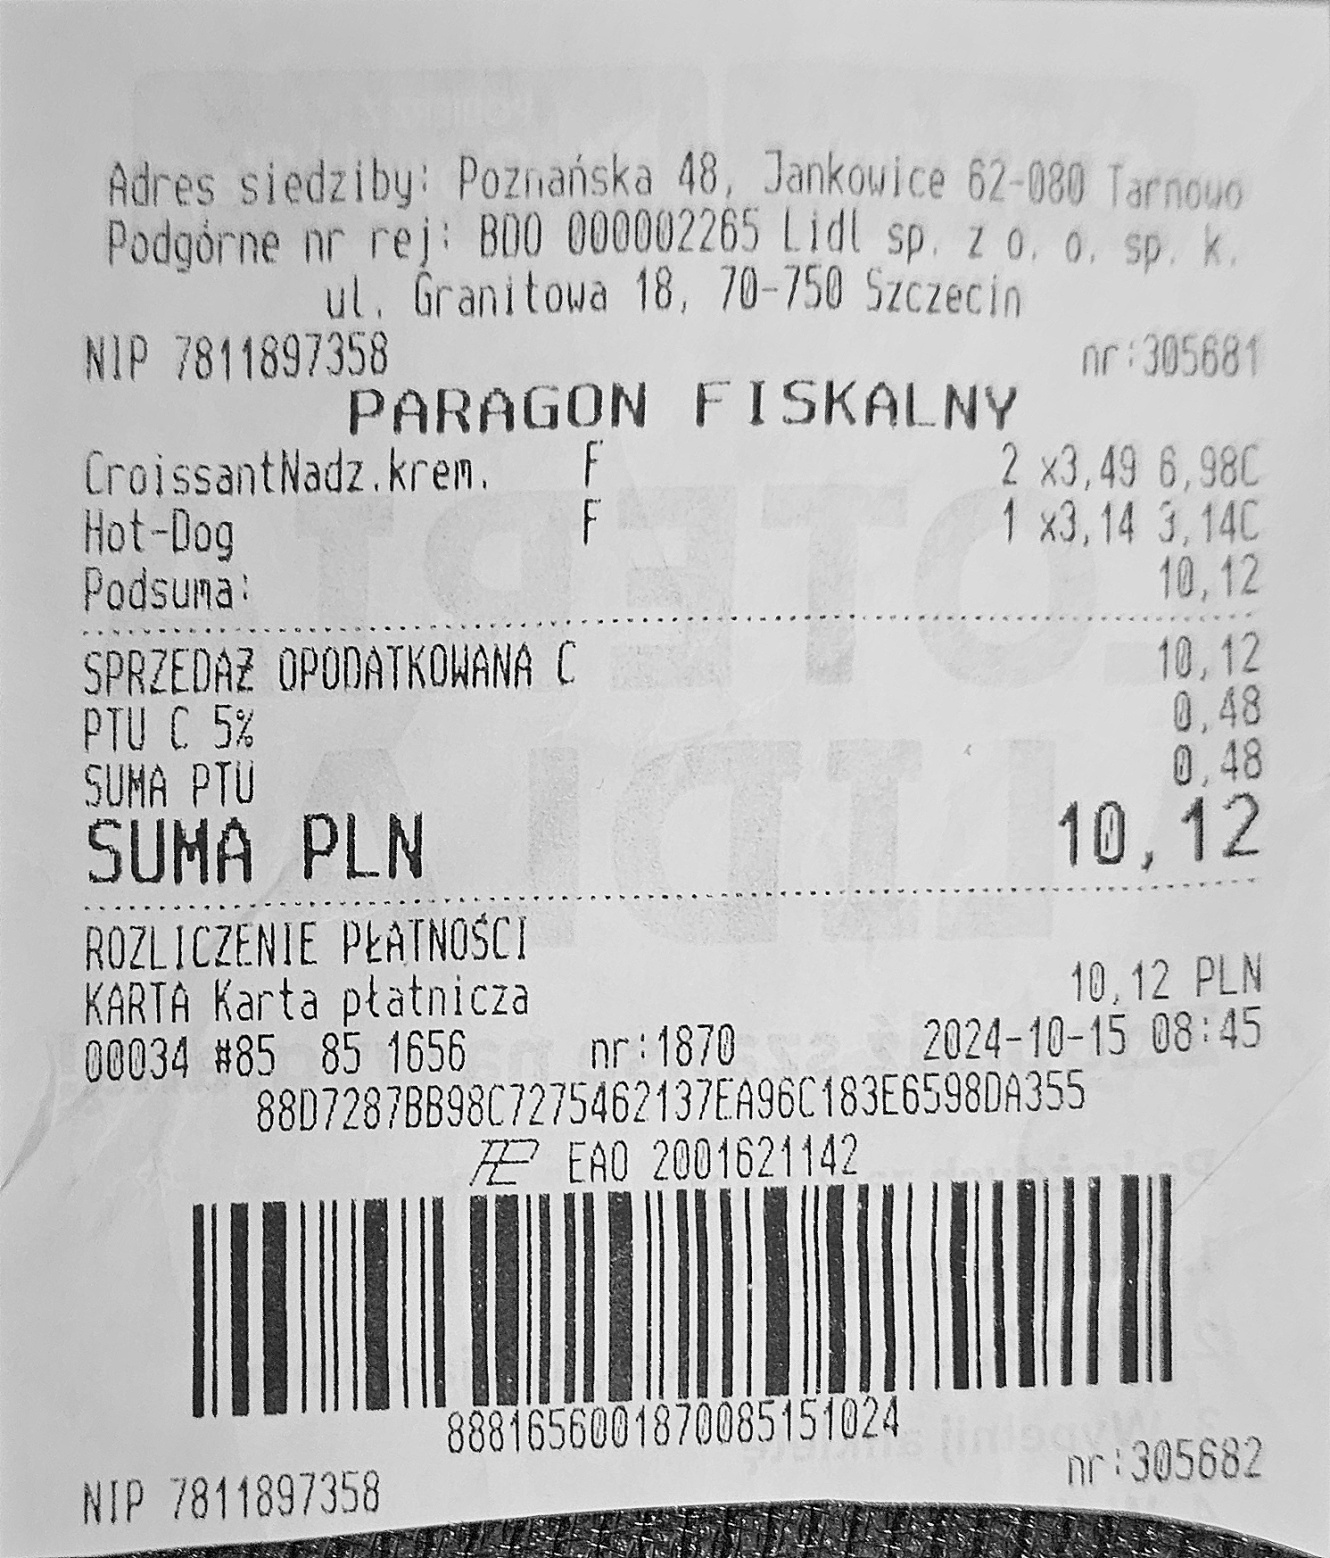 Adres siedziby: Poznańska 48, Jankowice 62-080 Tarnowo
Podgórne nr rej: BDO 000002265 Lidl sp. z o. o. sp. k.
ul. Granitowa 18, 70-750 Szczecin
NIP 7811897358 nr:305681
PARAGON FISKALNY
CroissantNadz.krem. F 2 x3,49 6,98C
Hot-Dog F 1 x3,14 3,14C
Podsuma: 10,12
SPRZEDAŻ OPODATKOWANA C 10,12
PTU C 5% 0,48
SUMA PTU 0,48
SUMA PLN 10,12
ROZLICZENIE PŁATNOŚCI
KARTA Karta płatnicza 10,12 PLN
00034 #85 85 1656 nr:1870 2024-10-15 08:45
88D7287BB98C7275462137EA96C183E6598DA355
EAO 2001621142
8881656001870085151024
NIP 7811897358 nr:305682